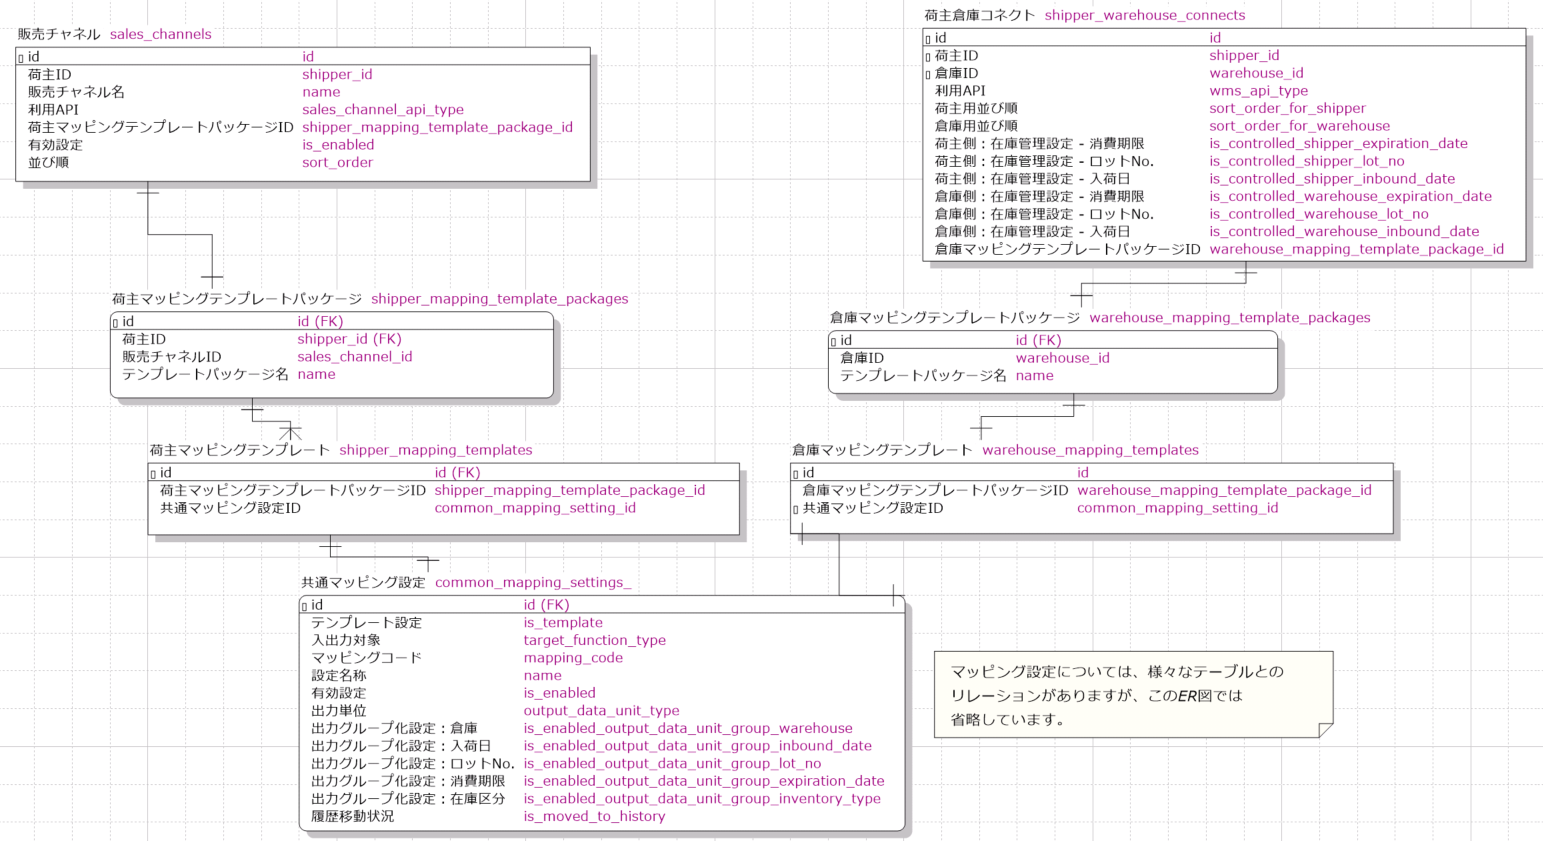 販売チャネル sales_channels
id id
荷主ID shipper_id
販売チャネル名 name
利用API sales_channel_api_type
荷主マッピングテンプレートパッケージID shipper_mapping_template_package_id
有効設定 is_enabled
並び順 sort_order
荷主倉庫コネクト shipper_warehouse_connects
id id
荷主ID shipper_id
倉庫ID warehouse_id
利用API wms_api_type
荷主用並び順 sort_order_for_shipper
倉庫用並び順 sort_order_for_warehouse
荷主側：在庫管理設定 - 消費期限 is_controlled_shipper_expiration_date
荷主側：在庫管理設定 - ロットNo. is_controlled_shipper_lot_no
荷主側：在庫管理設定 - 入荷日 is_controlled_shipper_inbound_date
倉庫側：在庫管理設定 - 消費期限 is_controlled_warehouse_expiration_date
倉庫側：在庫管理設定 - ロットNo. is_controlled_warehouse_lot_no
倉庫側：在庫管理設定 - 入荷日 is_controlled_warehouse_inbound_date
倉庫マッピングテンプレートパッケージID warehouse_mapping_template_package_id
荷主マッピングテンプレートパッケージ shipper_mapping_template_packages
id id (FK)
荷主ID shipper_id (FK)
販売チャネルID sales_channel_id
テンプレートパッケージ名 name
倉庫マッピングテンプレートパッケージ warehouse_mapping_template_packages
id id (FK)
倉庫ID warehouse_id
テンプレートパッケージ名 name
荷主マッピングテンプレート shipper_mapping_templates
id id (FK)
荷主マッピングテンプレートパッケージID shipper_mapping_template_package_id
共通マッピング設定ID common_mapping_setting_id
倉庫マッピングテンプレート warehouse_mapping_templates
id id
倉庫マッピングテンプレートパッケージID warehouse_mapping_template_package_id
共通マッピング設定ID common_mapping_setting_id
共通マッピング設定 common_mapping_settings_
id id (FK)
テンプレート設定 is_template
入出力対象 target_function_type
マッピングコード mapping_code
設定名称 name
有効設定 is_enabled
出力単位 output_data_unit_type
出力グループ化設定：倉庫 is_enabled_output_data_unit_group_warehouse
出力グループ化設定：入荷日 is_enabled_output_data_unit_group_inbound_date
出力グループ化設定：ロットNo. is_enabled_output_data_unit_group_lot_no
出力グループ化設定：消費期限 is_enabled_output_data_unit_group_expiration_date
出力グループ化設定：在庫区分 is_enabled_output_data_unit_group_inventory_type
履歴移動状況 is_moved_to_history
マッピング設定については、様々なテーブルとの
リレーションがありますが、このER図では
省略しています。